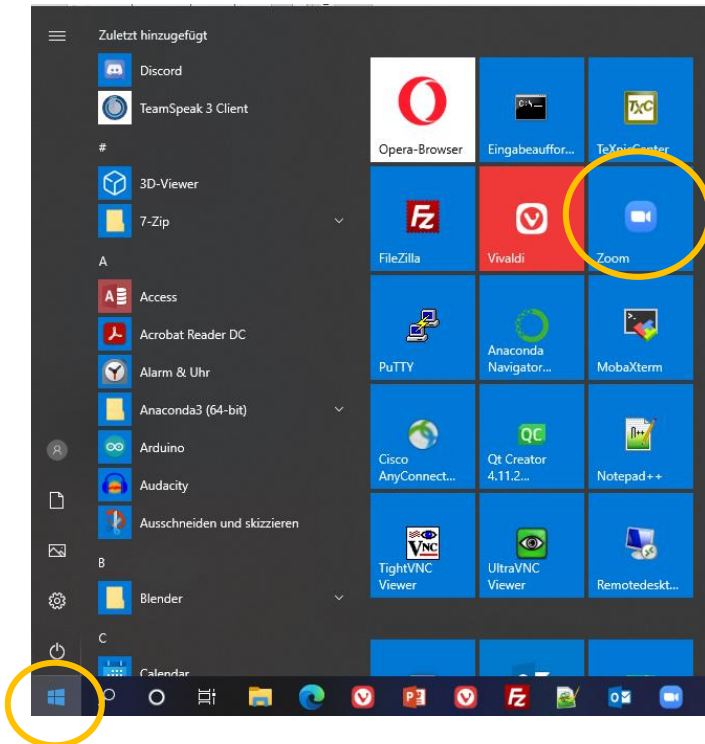 Zuletzt hinzugefügt
Discord
TeamSpeak 3 Client
#
3D-Viewer
7-Zip
A
Access
Acrobat Reader DC
Alarm & Uhr
Anaconda3 (64-bit)
Arduino
Audacity
Ausschneiden und skizzieren
B
Blender
C
Calendar
Opera-Browser
Eingabeauffor...
TeXnicCenter
FileZilla
Vivaldi
Zoom
PuTTY
Anaconda
Navigator...
MobaXterm
Cisco
AnyConnect...
QC
Qt Creator
4.11.2...
Notepad++
VNC
TightVNC
Viewer
UltraVNC
Viewer
Remotedeskt...